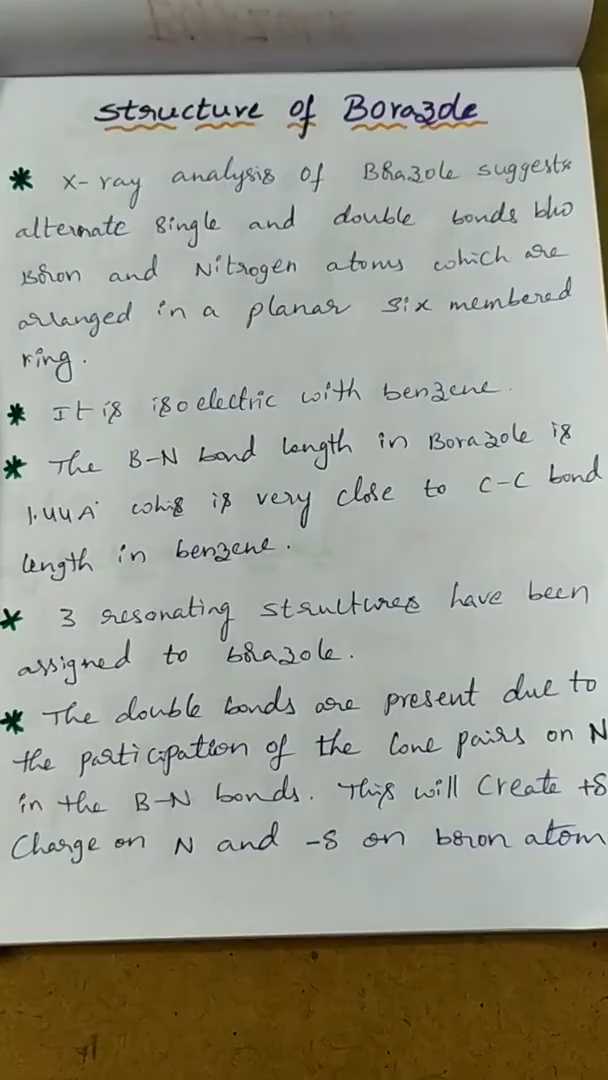 Structure of Borazole
* X-ray analysis of Brazole suggests
alternate single and double bonds b/w
Boron and Nitrogen atoms which are
arranged in a planar six membered
ring.
* It is isoelectric with benzene.
* The B-N bond length in Borazole is
1.44A° whis is very close to C-C bond
length in benzene.
* 3 resonating structures have been
assigned to brazole.
* The double bonds are present due to
the participation of the lone pairs on N
in the B-N bonds. This will create +δ
Charge on N and -δ on boron atom